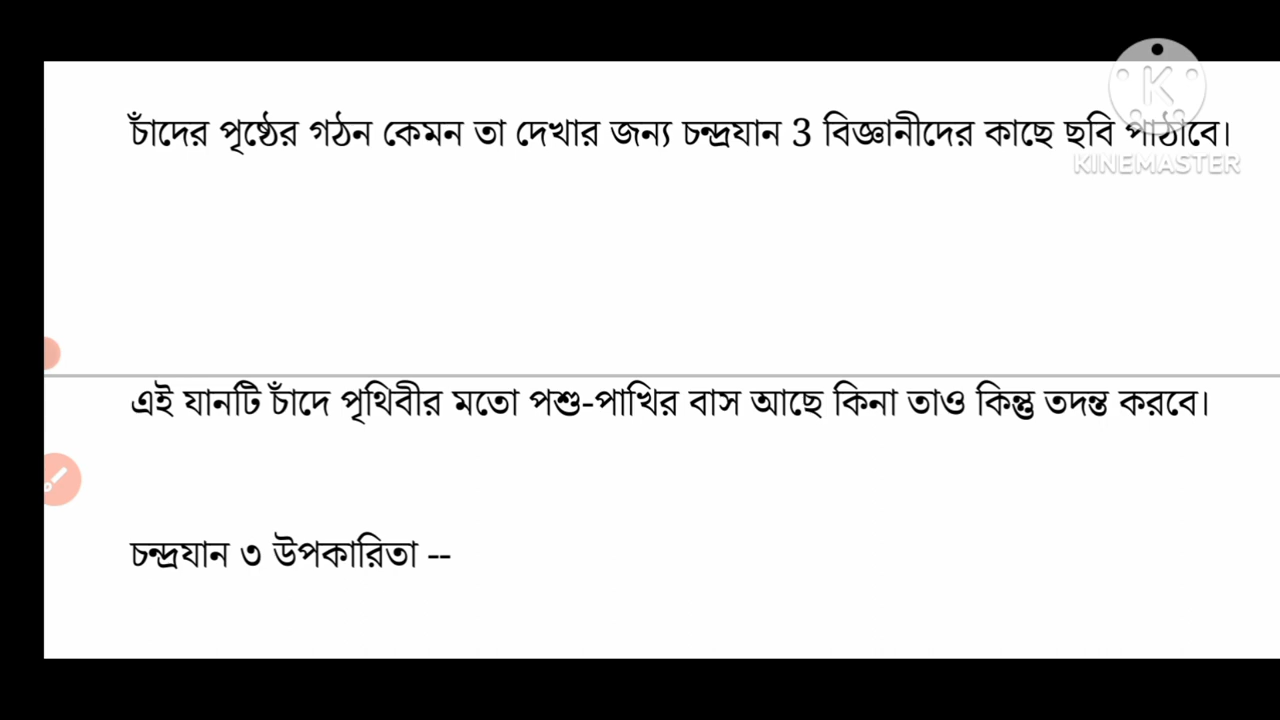 চাঁদের পৃষ্ঠের গঠন কেমন তা দেখার জন্য চন্দ্রযান 3 বিজ্ঞানীদের কাছে ছবি পাঠাবে।
KINEMASTER
এই যানটি চাঁদে পৃথিবীর মতো পশু-পাখির বাস আছে কিনা তাও কিন্তু তদন্ত করবে।
চন্দ্রযান ৩ উপকারিতা --